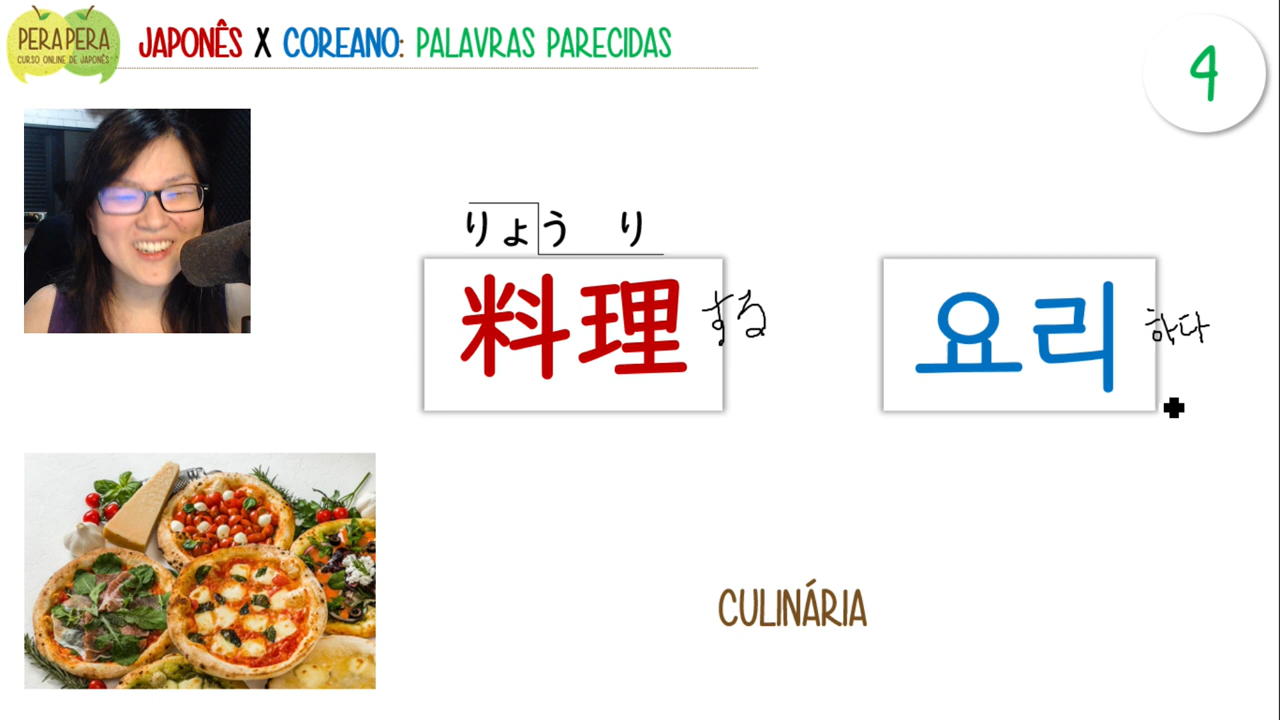 PERA PERA
CURSO ONLINE DE JAPONÊS
JAPONÊS X COREANO: PALAVRAS PARECIDAS
4
りょうり
料理する
요리하다
CULINÁRIA